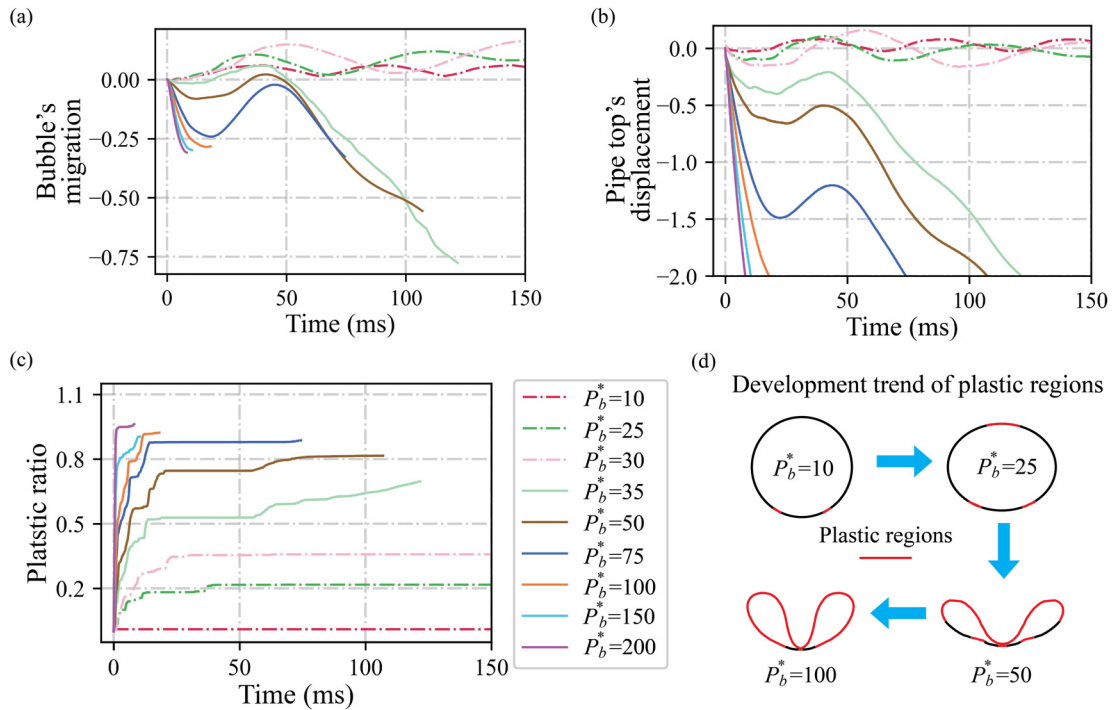 (a)
Bubble's
migration
0.00
−0.25
−0.50
−0.75
0
50
100
150
Time (ms)
(b)
Pipe top's
displacement
0.0
−0.5
−1.0
−1.5
−2.0
0
50
100
150
Time (ms)
(c)
Platstic ratio
1.1
0.8
0.5
0.2
0
50
100
150
Time (ms)
P*b=10
P*b=25
P*b=30
P*b=35
P*b=50
P*b=75
P*b=100
P*b=150
P*b=200
(d)
Development trend of plastic regions
P*b=10
P*b=25
Plastic regions
P*b=100
P*b=50